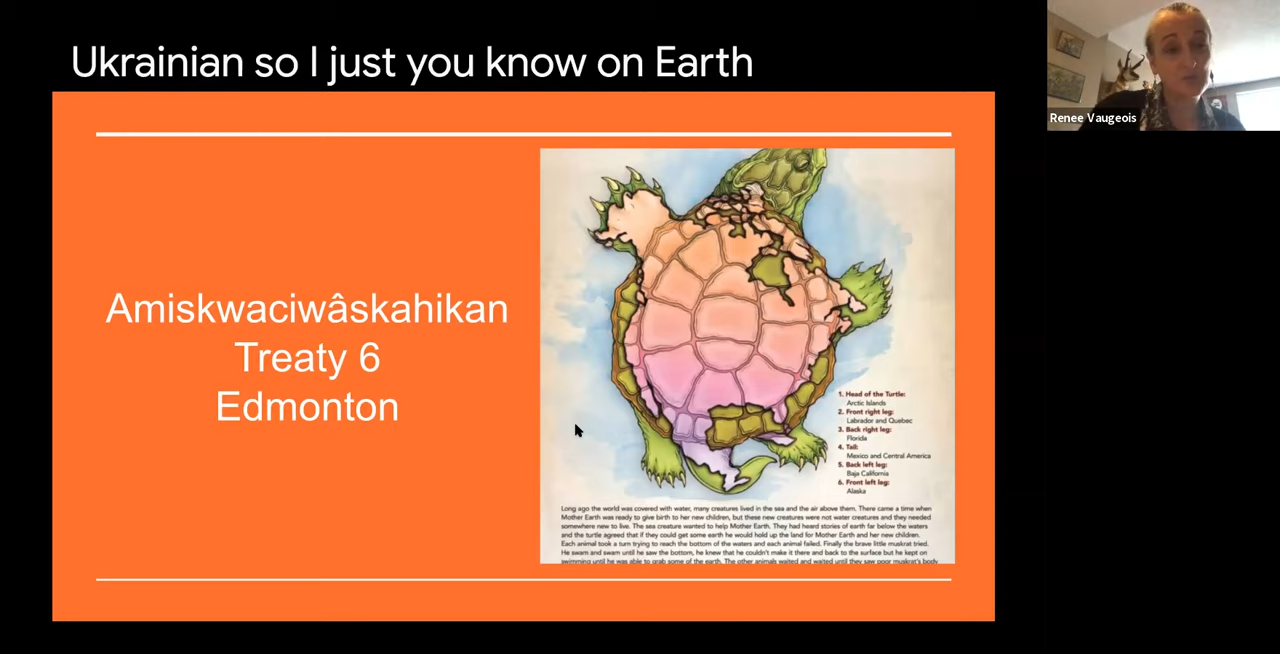 Ukrainian so I just you know on Earth
Renee Vaugeois
Amiskwaciwâskahikan
Treaty 6
Edmonton
1. Head of the Turtle:
Arctic Islands
2. Front right leg:
Labrador and Quebec
3. Back right leg:
Florida
4. Tail:
Mexico and Central America
5. Back left leg:
Baja California
6. Front left leg:
Alaska
Long ago the world was covered with water, many creatures lived in the sea and the air above them. There came a time when
Mother Earth was ready to give birth to her new children, but these new creatures were not water creatures and they needed
somewhere new to live. The sea creature wanted to help Mother Earth. They had heard stories of earth far below the waters
and the turtle agreed that if they could get some earth he would hold up the land for Mother Earth and her new children.
Each animal took a turn trying to reach the bottom of the waters and each animal failed. Finally the brave little muskrat tried.
He swam and swam until he saw the bottom, he knew that he couldn't make it there and back to the surface but he kept on
swimming until he was able to grab some of the earth. The other animals waited and waited until they saw poor muskrat's body